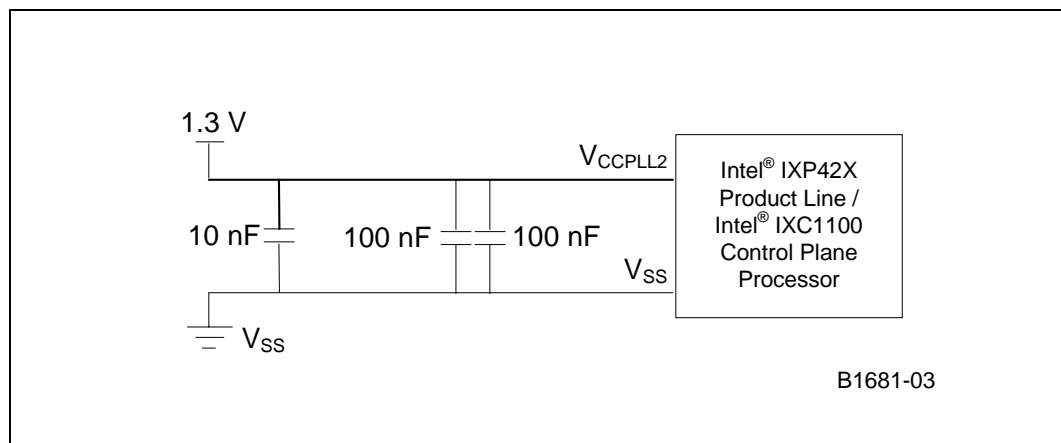 1.3 V
VCCPLL2
Intel® IXP42X
Product Line /
Intel® IXC1100
Control Plane
Processor
10 nF
100 nF
100 nF
VSS
VSS
B1681-03